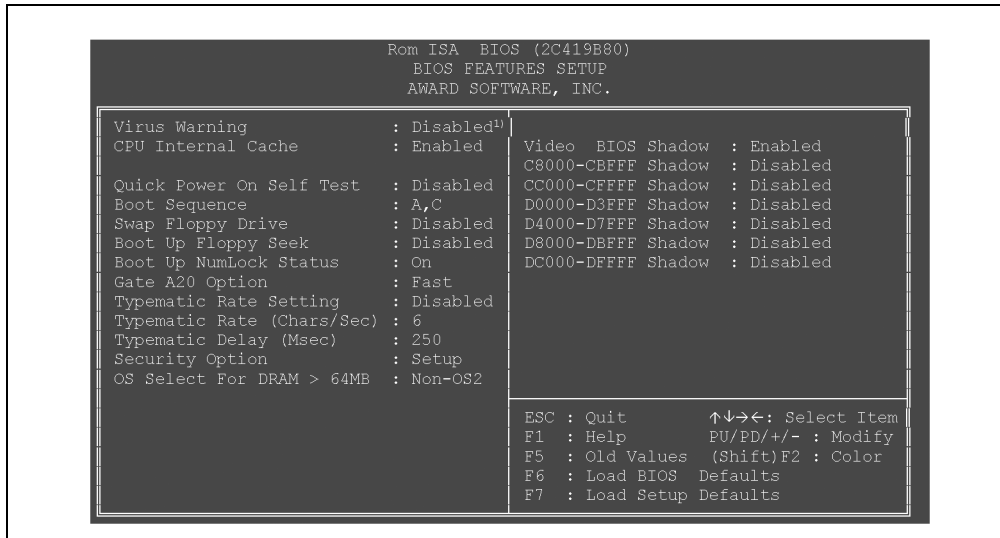 Rom ISA BIOS (2C419B80)
BIOS FEATURES SETUP
AWARD SOFTWARE, INC.
Virus Warning : Disabled1)
CPU Internal Cache : Enabled
Quick Power On Self Test : Disabled
Boot Sequence : A,C
Swap Floppy Drive : Disabled
Boot Up Floppy Seek : Disabled
Boot Up NumLock Status : On
Gate A20 Option : Fast
Typematic Rate Setting : Disabled
Typematic Rate (Chars/Sec) : 6
Typematic Delay (Msec) : 250
Security Option : Setup
OS Select For DRAM > 64MB : Non-OS2
Video BIOS Shadow : Enabled
C8000-CBFFF Shadow : Disabled
CC000-CFFFF Shadow : Disabled
D0000-D3FFF Shadow : Disabled
D4000-D7FFF Shadow : Disabled
D8000-DBFFF Shadow : Disabled
DC000-DFFFF Shadow : Disabled
ESC : Quit ↑↓→←: Select Item
F1 : Help PU/PD/+/- : Modify
F5 : Old Values (Shift)F2 : Color
F6 : Load BIOS Defaults
F7 : Load Setup Defaults